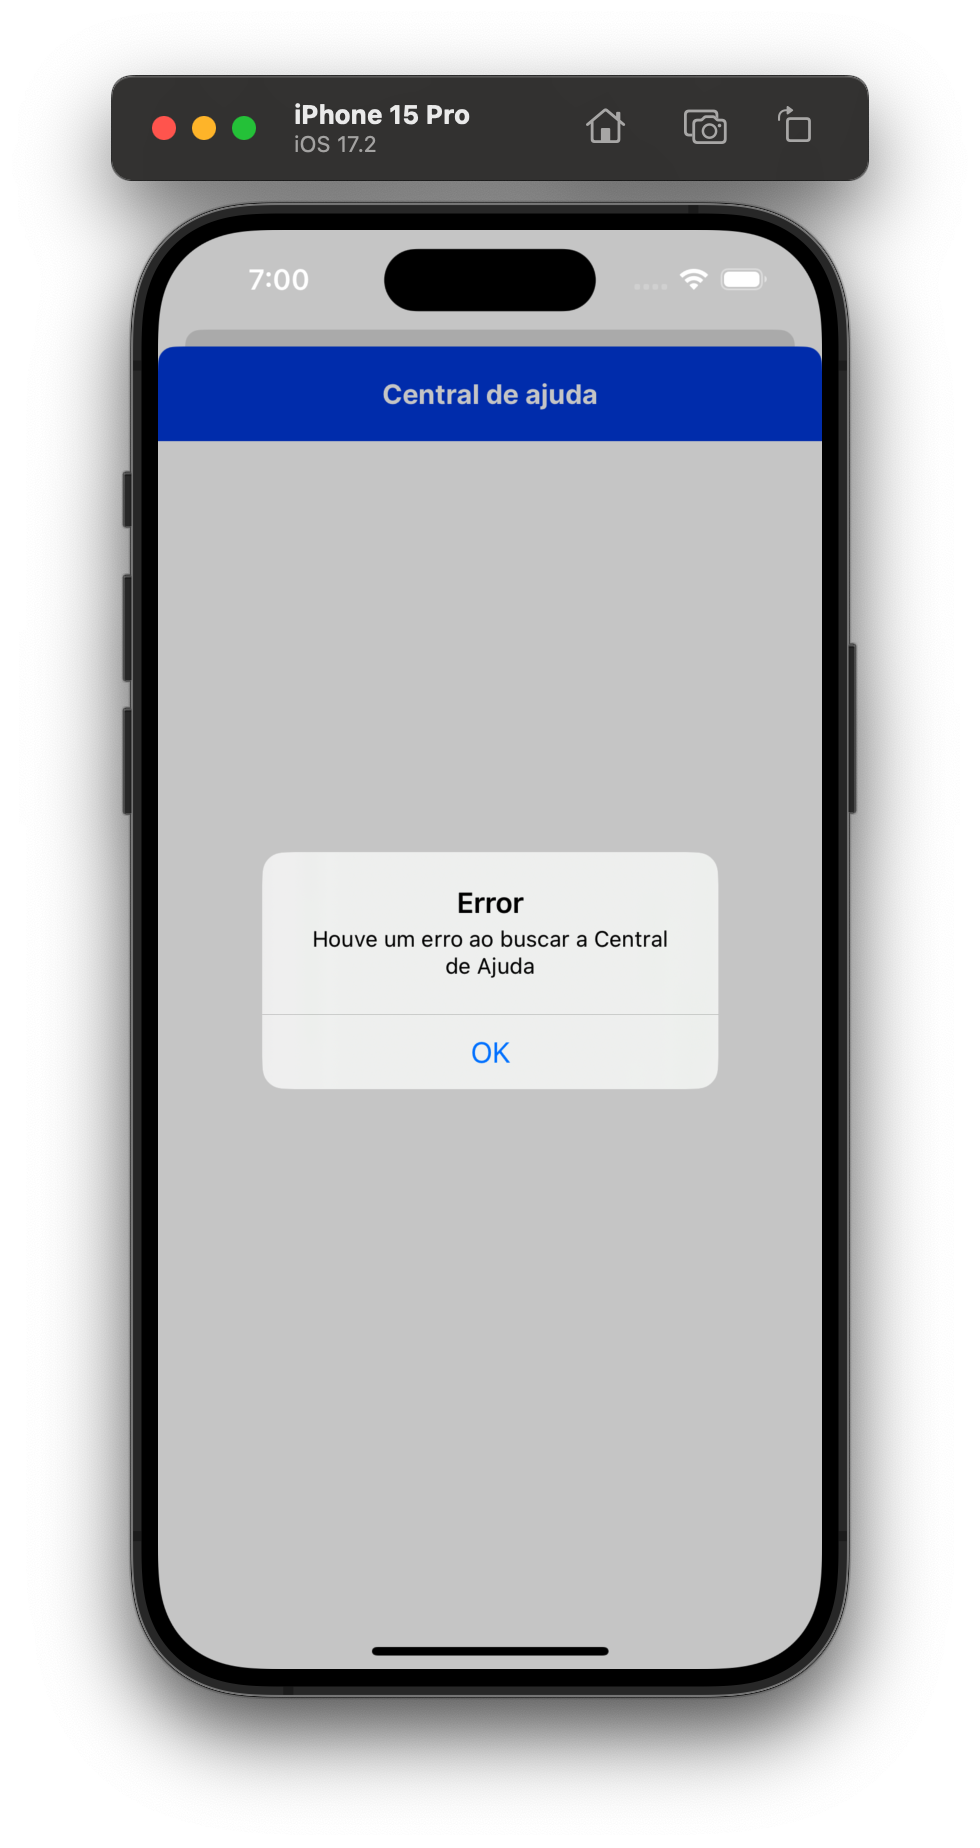 iPhone 15 Pro
iOS 17.2
7:00
Central de ajuda
Error
Houve um erro ao buscar a Central
de Ajuda
OK